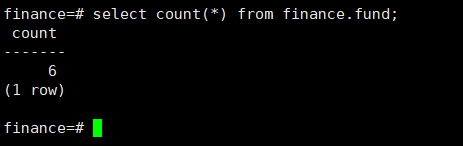 finance=# select count(*) from finance.fund;
 count
-------
     6
(1 row)
finance=#